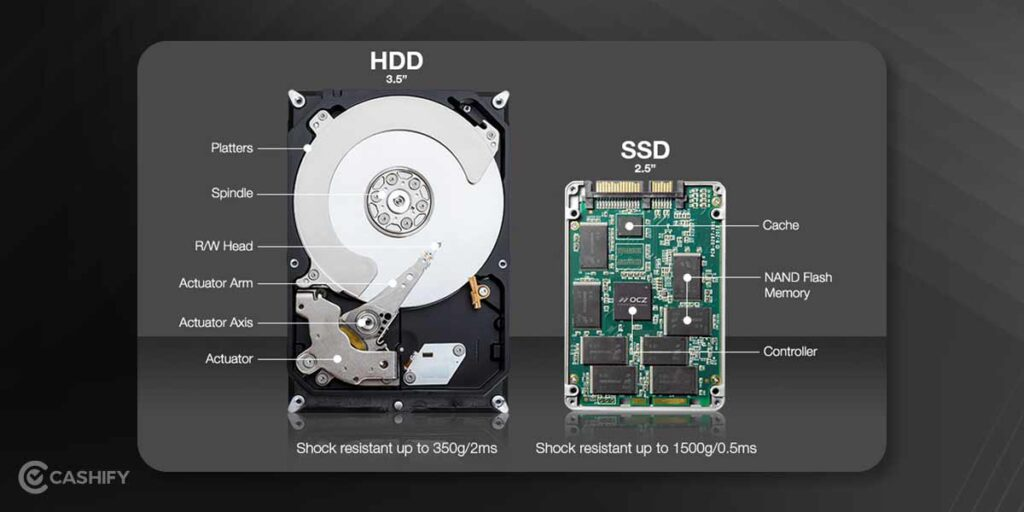 HDD
3.5"
Platters
Spindle
R/W Head
Actuator Arm
Actuator Axis
Actuator
Shock resistant up to 350g/2ms
SSD
2.5"
Cache
NAND Flash
Memory
Controller
OCZ
Shock resistant up to 1500g/0.5ms
CASHIFY